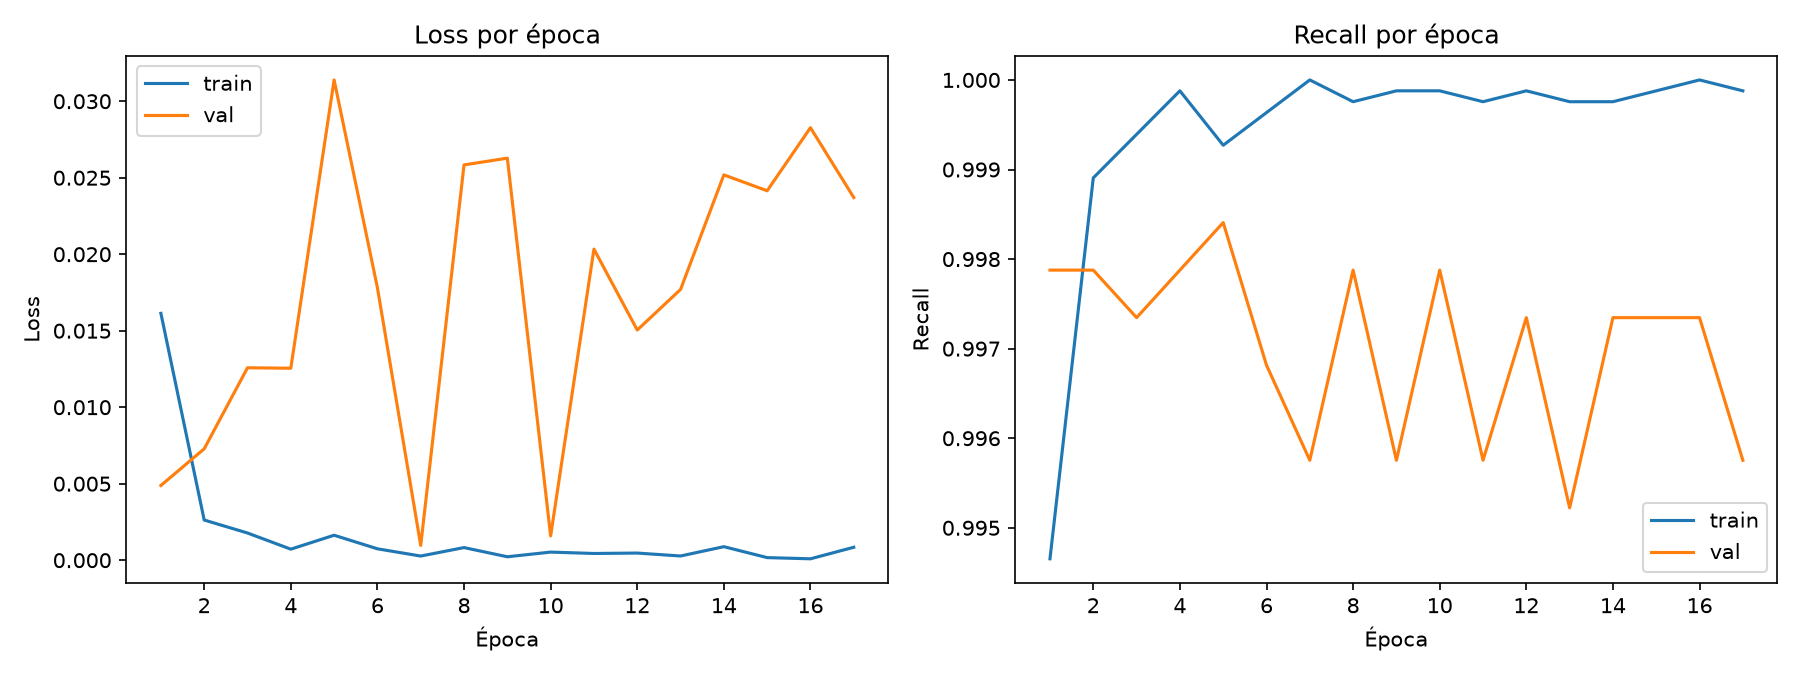 Loss por época
train
val
0.030
0.025
0.020
0.015
0.010
0.005
0.000
Loss
2 4 6 8 10 12 14 16
Época
Recall por época
1.000
0.999
0.998
0.997
0.996
0.995
Recall
train
val
2 4 6 8 10 12 14 16
Época